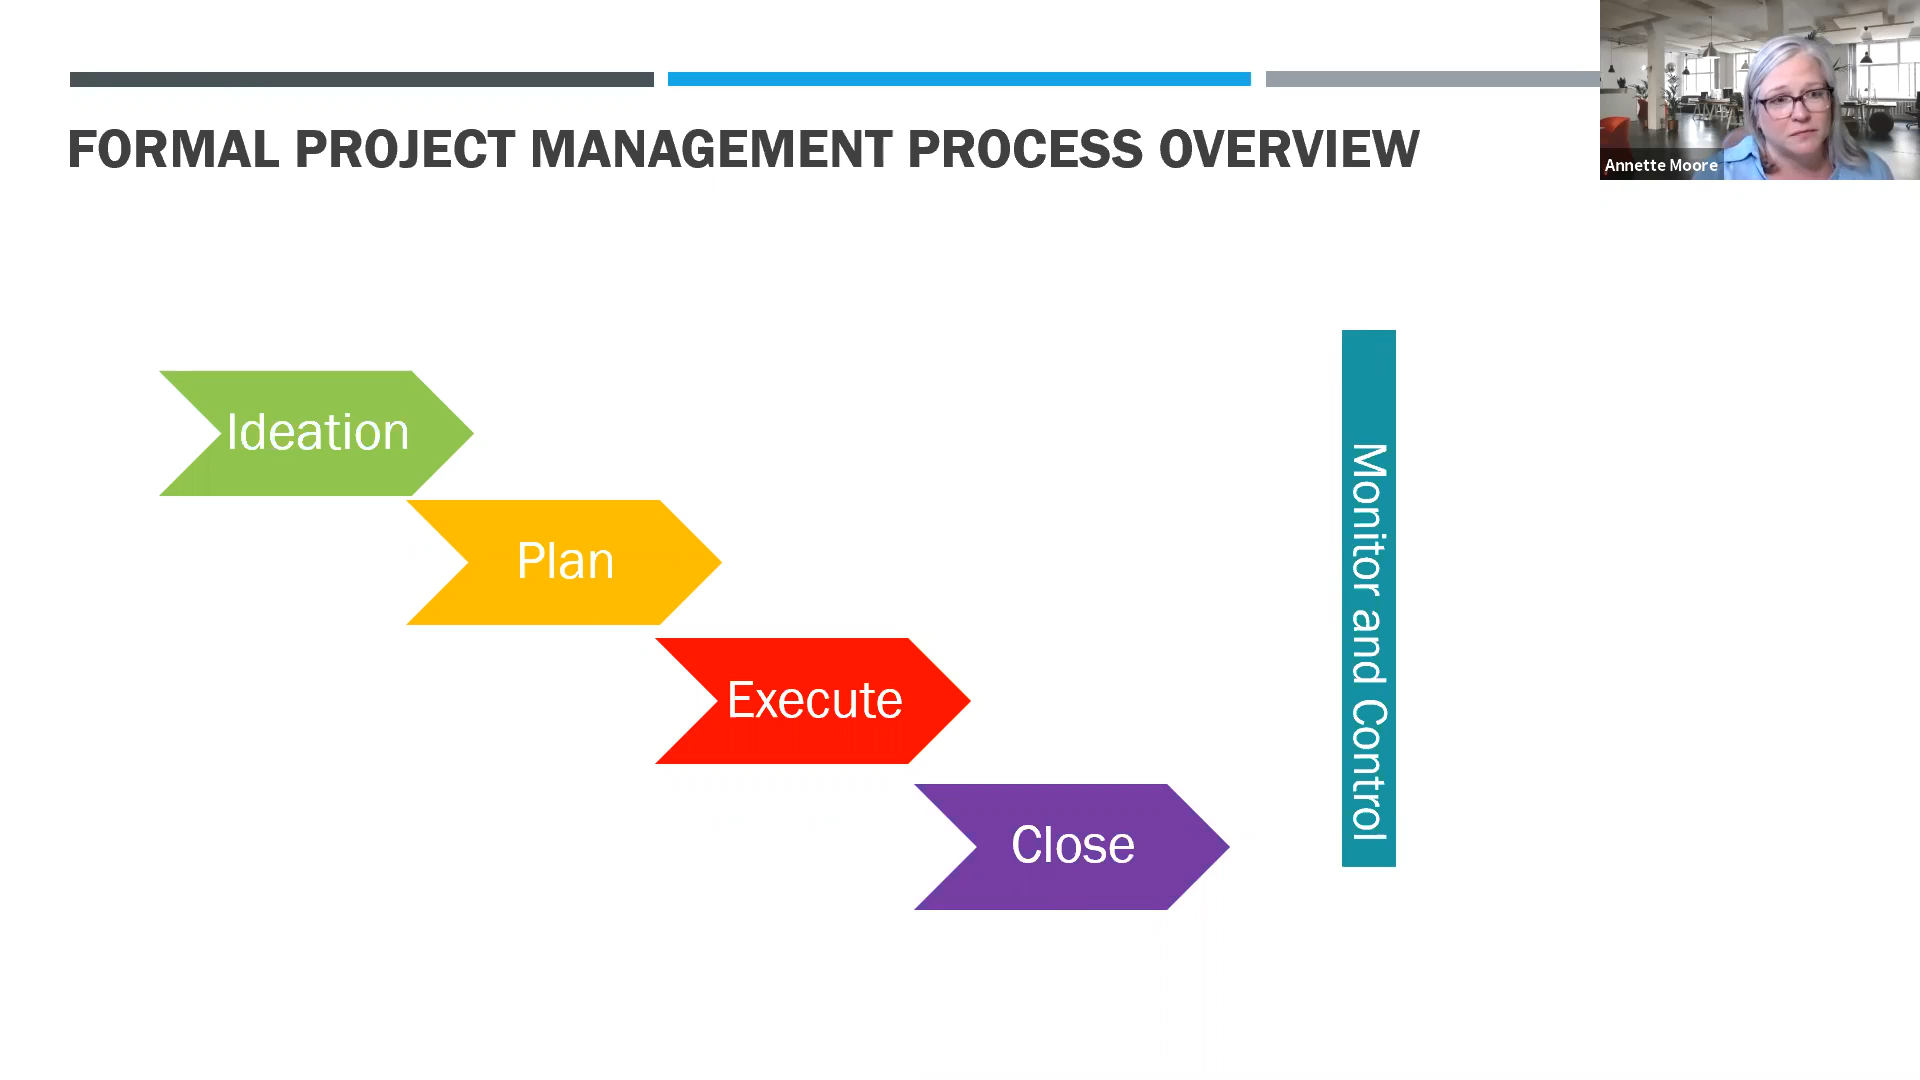 FORMAL PROJECT MANAGEMENT PROCESS OVERVIEW
Annette Moore
Ideation
Plan
Execute
Close
Monitor and Control